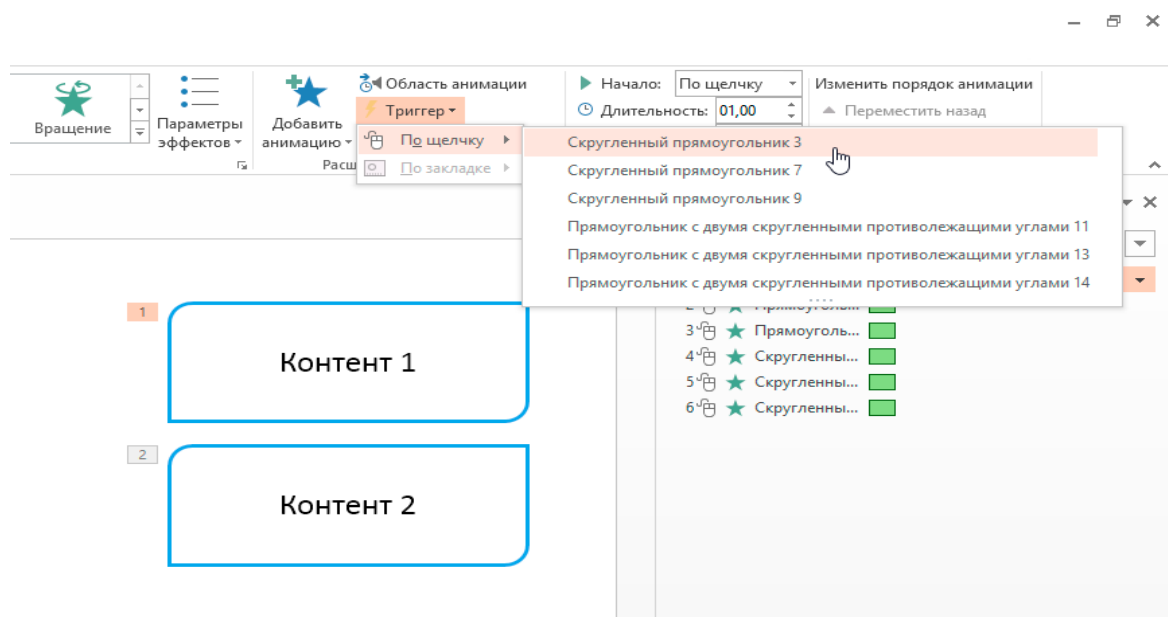 Область анимации
Начало: По щелчку
Изменить порядок анимации
Вращение
Параметры эффектов
Добавить анимацию
Триггер
Длительность: 01,00
Переместить назад
По щелчку
Скругленный прямоугольник 3
Расш
По закладке
Скругленный прямоугольник 7
Скругленный прямоугольник 9
Прямоугольник с двумя скругленными противолежащими углами 11
Прямоугольник с двумя скругленными противолежащими углами 13
Прямоугольник с двумя скругленными противолежащими углами 14
1
Контент 1
2
Контент 2
2 Прямоуголь...
3 Прямоуголь...
4 Скругленны...
5 Скругленны...
6 Скругленны...